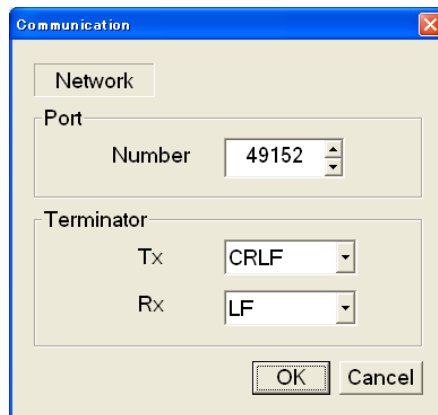 Communication
Network
Port
Number 49152
Terminator
Tx CRLF
Rx LF
OK Cancel